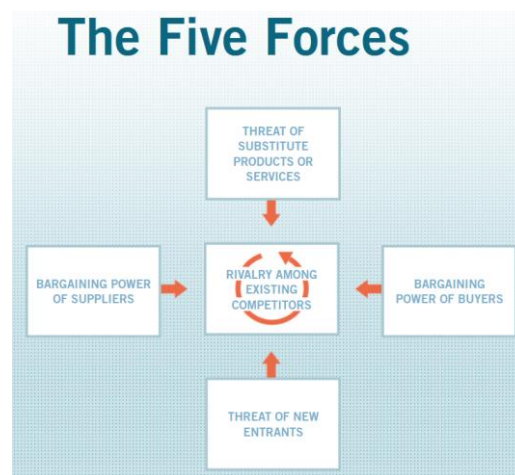 The Five Forces
THREAT OF
SUBSTITUTE
PRODUCTS OR
SERVICES
BARGAINING POWER
OF SUPPLIERS
RIVALRY AMONG
EXISTING
COMPETITORS
BARGAINING
POWER OF BUYERS
THREAT OF NEW
ENTRANTS